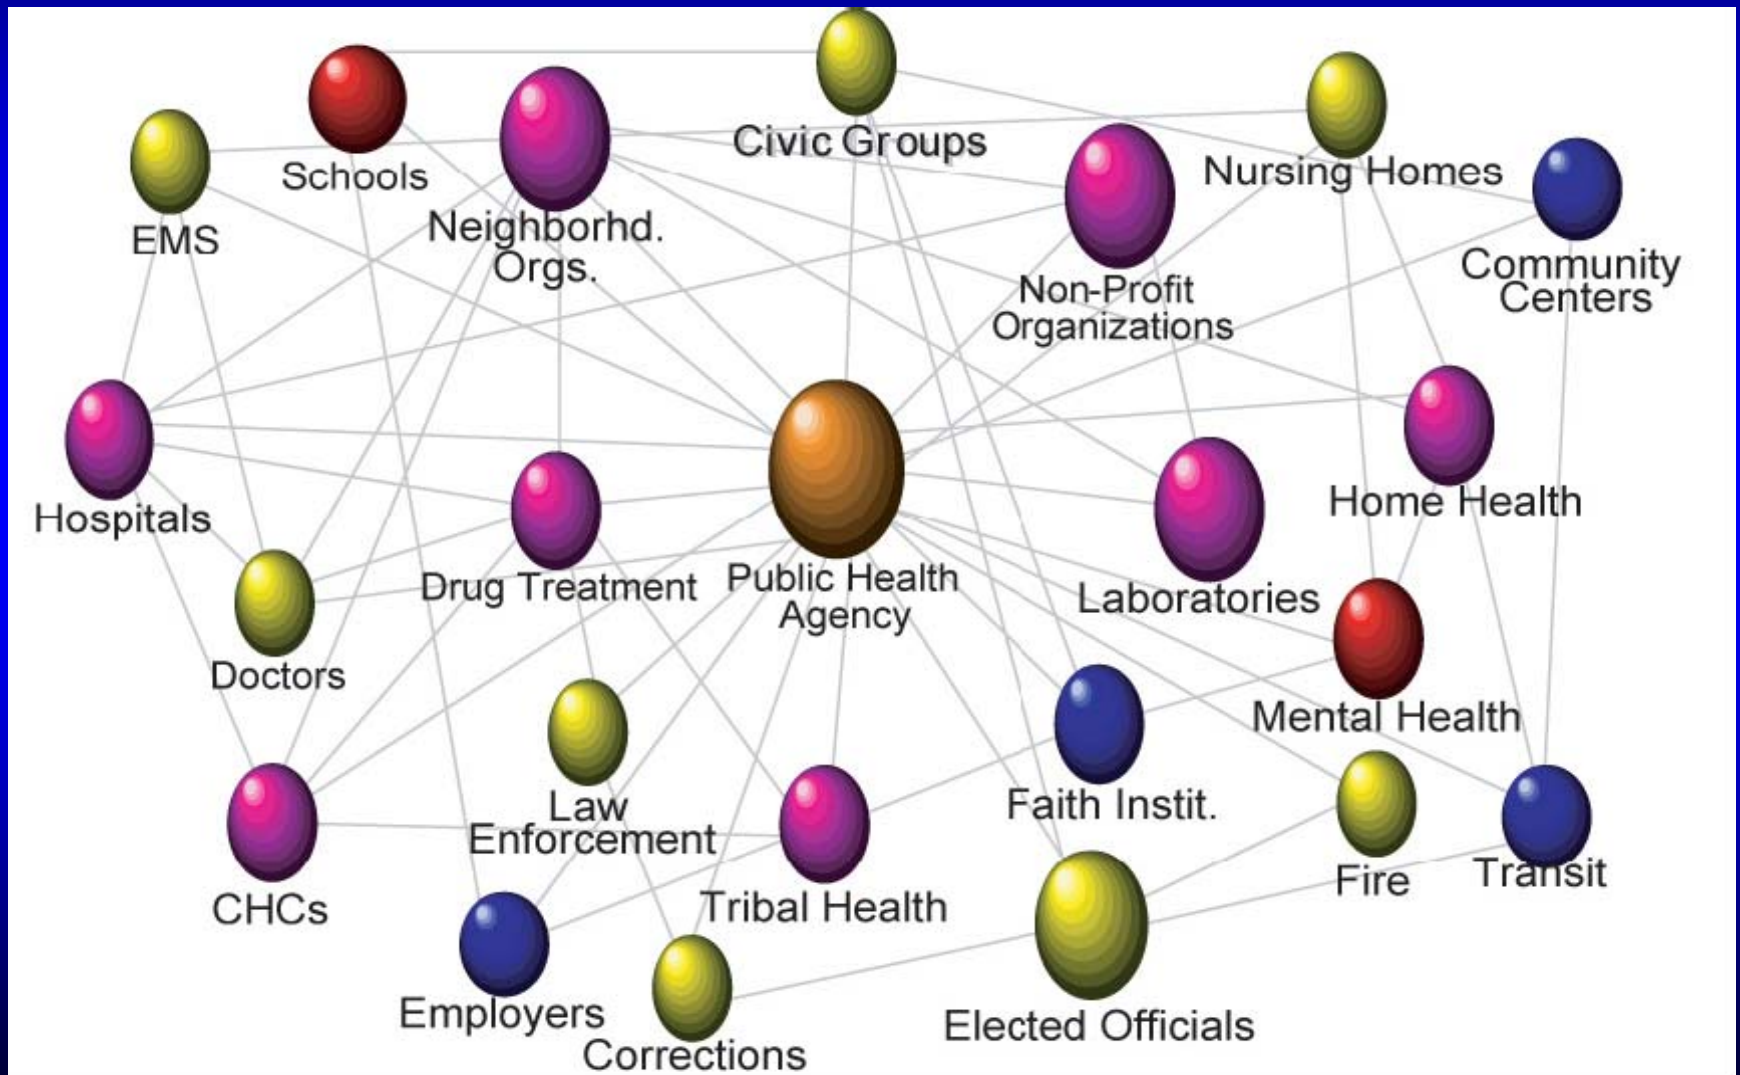 Civic Groups
Schools
Nursing Homes
EMS
Neighborhd.
Orgs.
Non-Profit
Organizations
Community
Centers
Hospitals
Home Health
Drug Treatment
Public Health
Agency
Laboratories
Doctors
Mental Health
Law
Enforcement
Faith Instit.
CHCs
Tribal Health
Fire
Transit
Employers
Corrections
Elected Officials